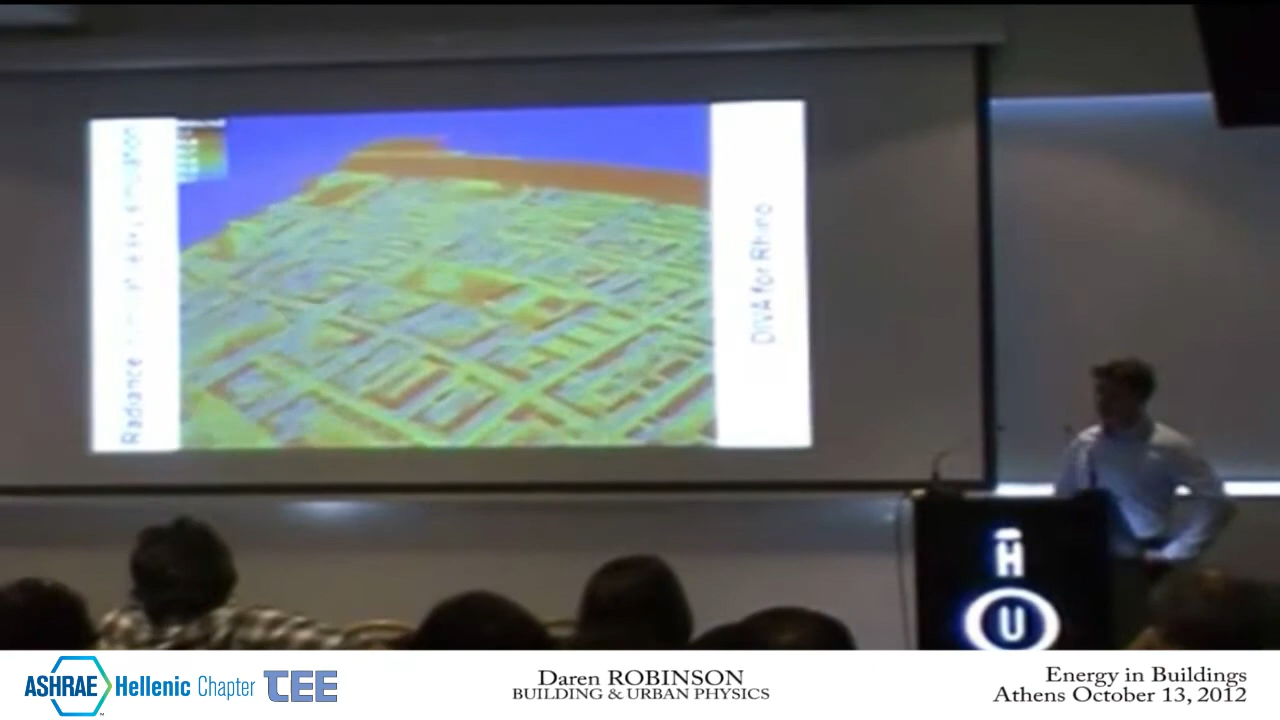 Radiance
simulation
DIVA for Rhino
H
U
ASHRAE Hellenic Chapter
TEE
Daren ROBINSON
BUILDING & URBAN PHYSICS
Energy in Buildings
Athens October 13, 2012